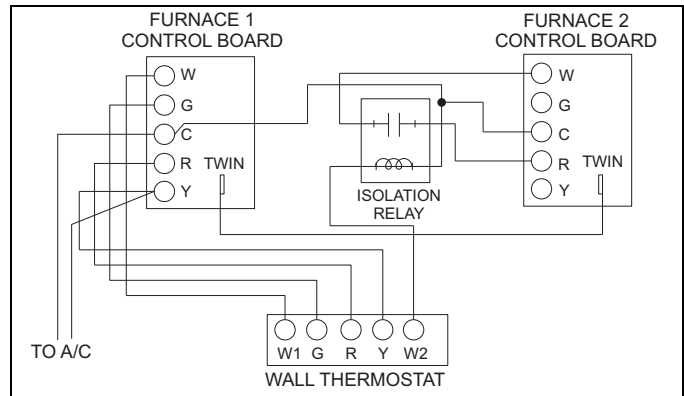 FURNACE 1
CONTROL BOARD
W
G
C
R
Y
TWIN
FURNACE 2
CONTROL BOARD
W
G
C
R
Y
TWIN
ISOLATION
RELAY
TO A/C
W1 G R Y W2
WALL THERMOSTAT